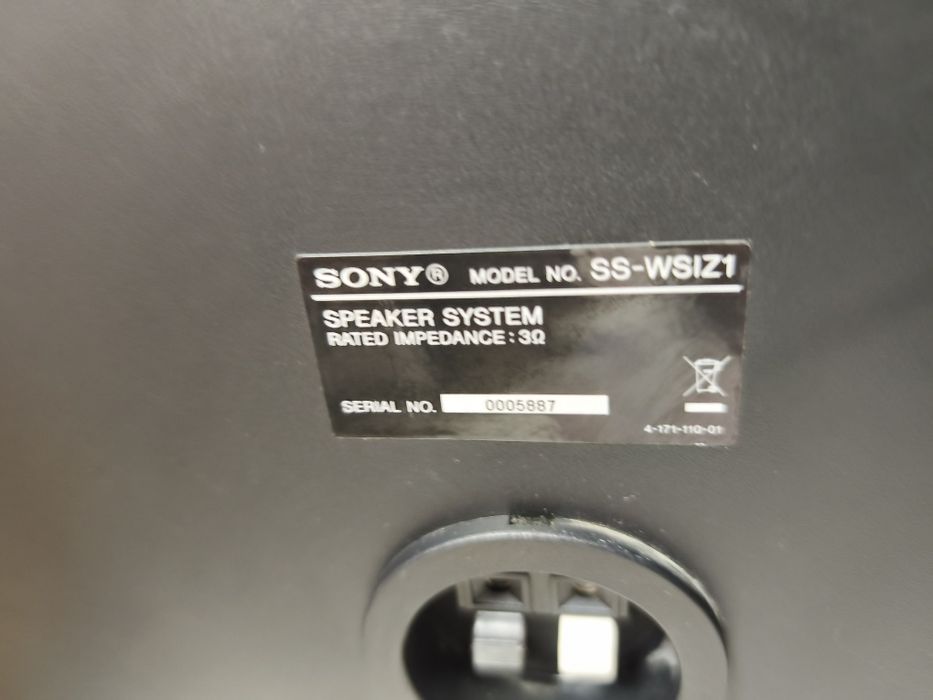 SONY® MODEL NO. SS-WSIZ1
SPEAKER SYSTEM
RATED IMPEDANCE : 3Ω
SERIAL NO. 0005887
4-171-110-01